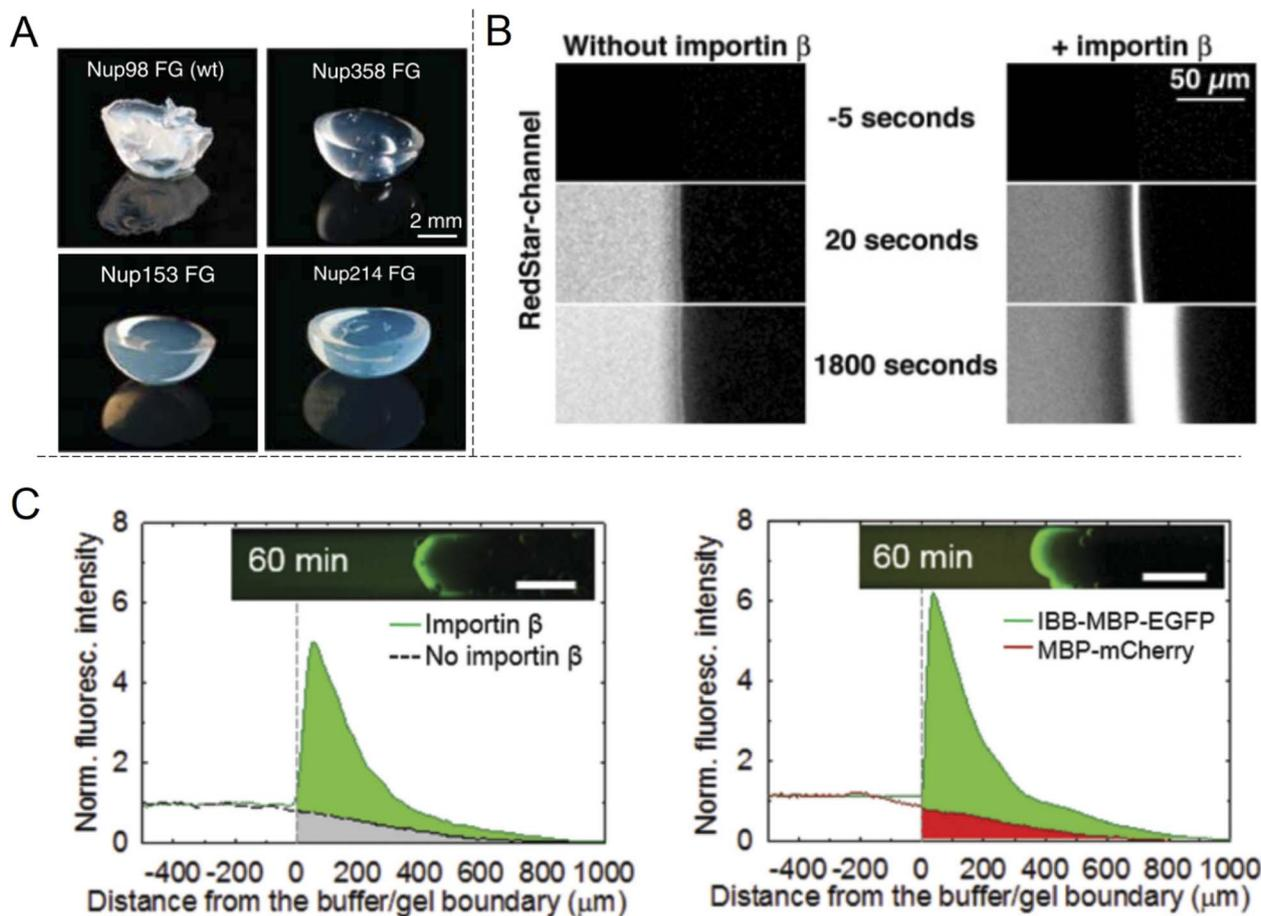 A
Nup98 FG (wt)
Nup358 FG
2 mm
Nup153 FG
Nup214 FG
B
Without importin β
+ importin β
RedStar-channel
-5 seconds
50 μm
20 seconds
1800 seconds
C
Norm. fluoresc. intensity
8
6
4
2
0
60 min
Importin β
No importin β
-400 -200 0 200 400 600 800 1000
Distance from the buffer/gel boundary (μm)
Norm. fluoresc. intensity
8
6
4
2
0
60 min
IBB-MBP-EGFP
MBP-mCherry
-400 -200 0 200 400 600 800 1000
Distance from the buffer/gel boundary (μm)